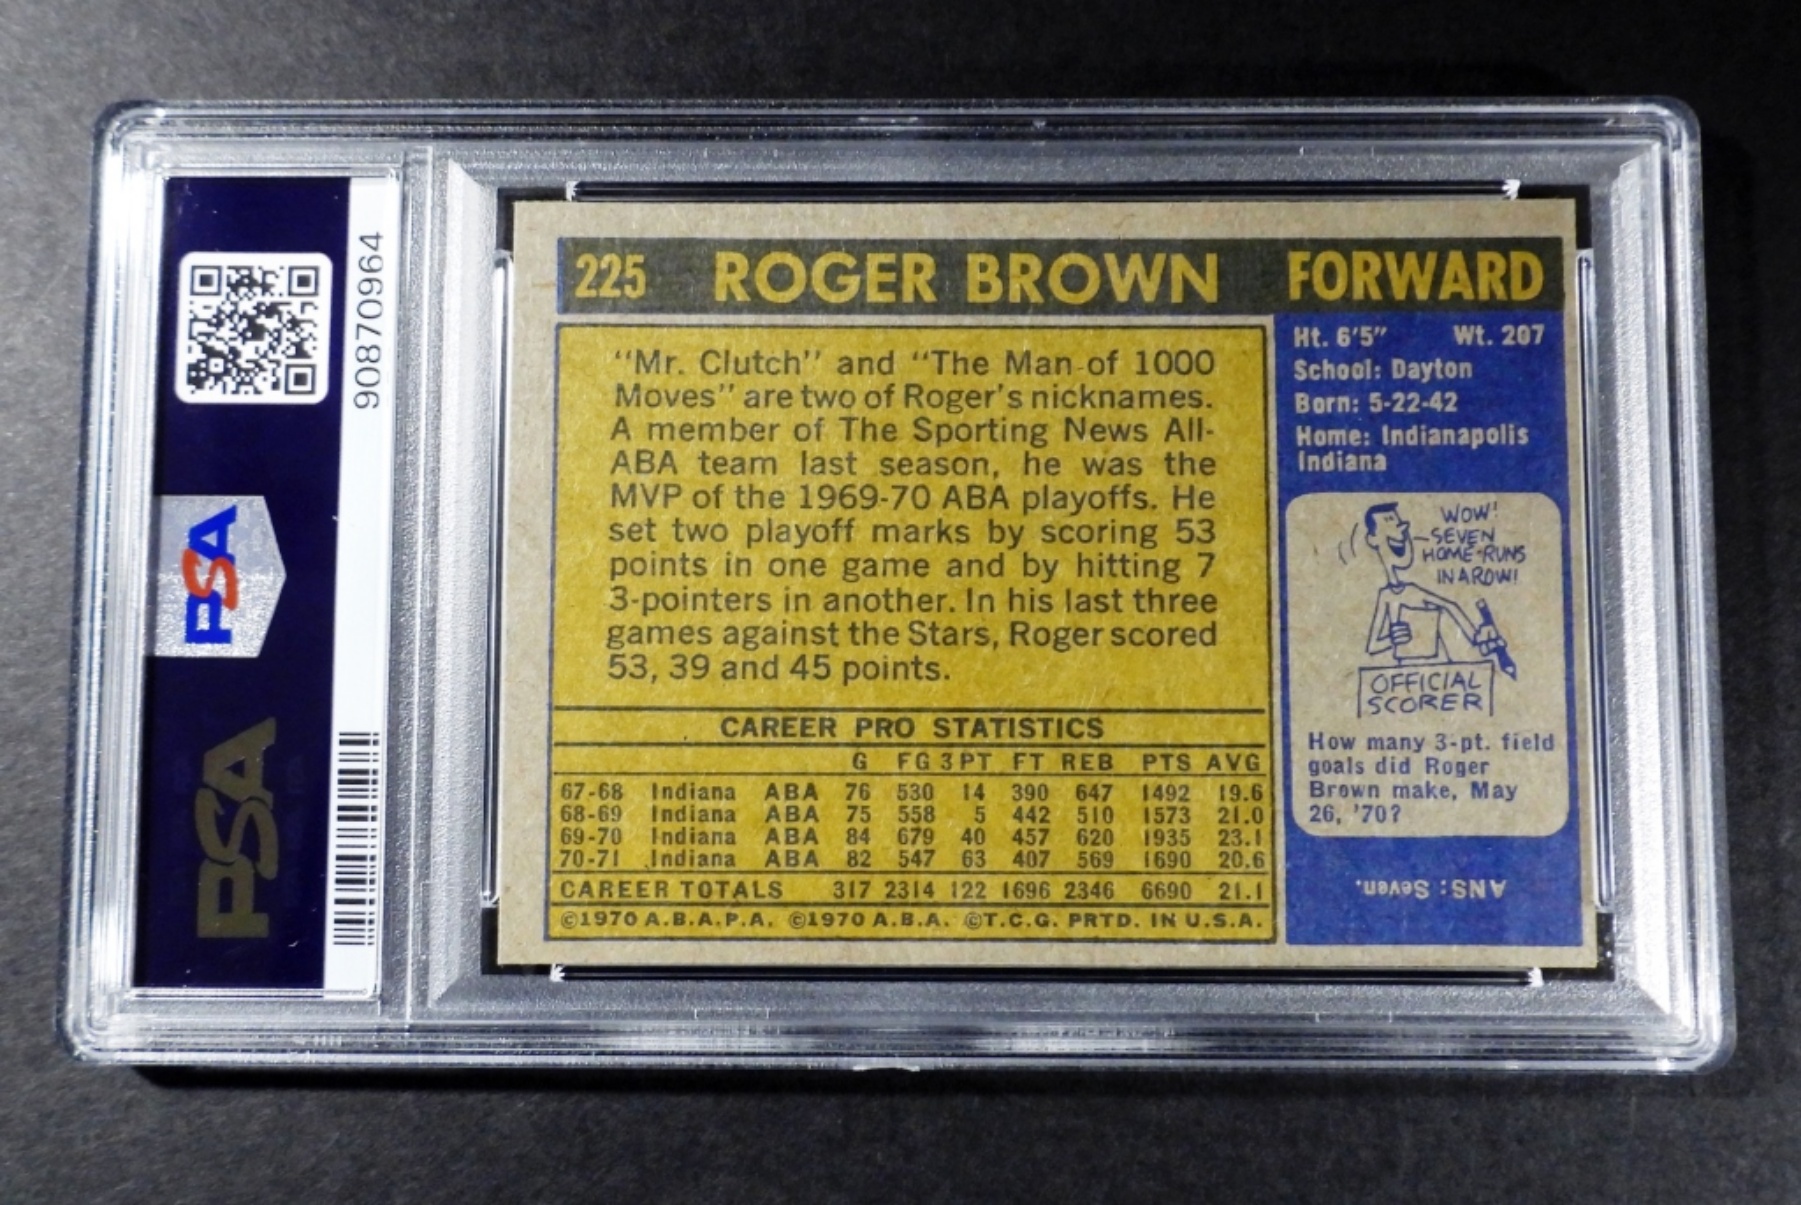 PSA
PSA
90870964
225 ROGER BROWN FORWARD
"Mr. Clutch" and "The Man of 1000
Moves" are two of Roger's nicknames.
A member of The Sporting News All-
ABA team last season, he was the
MVP of the 1969-70 ABA playoffs. He
set two playoff marks by scoring 53
points in one game and by hitting 7
3-pointers in another. In his last three
games against the Stars, Roger scored
53, 39 and 45 points.
CAREER PRO STATISTICS
G FG 3PT FT REB PTS AVG
67-68 Indiana ABA 76 530 14 390 647 1492 19.6
68-69 Indiana ABA 75 558 5 442 510 1573 21.0
69-70 Indiana ABA 84 679 40 457 620 1935 23.1
70-71 Indiana ABA 82 547 63 407 569 1690 20.6
CAREER TOTALS 317 2314 122 1696 2346 6690 21.1
©1970 A.B.A.P.A. ©1970 A.B.A. ©T.C.G. PRTD. IN U.S.A.
Ht. 6'5" Wt. 207
School: Dayton
Born: 5-22-42
Home: Indianapolis
Indiana
WOW!
SEVEN
HOME-RUNS
IN A ROW!
OFFICIAL
SCORER
How many 3-pt. field
goals did Roger
Brown make, May
26, '70?
ANS: Seven.